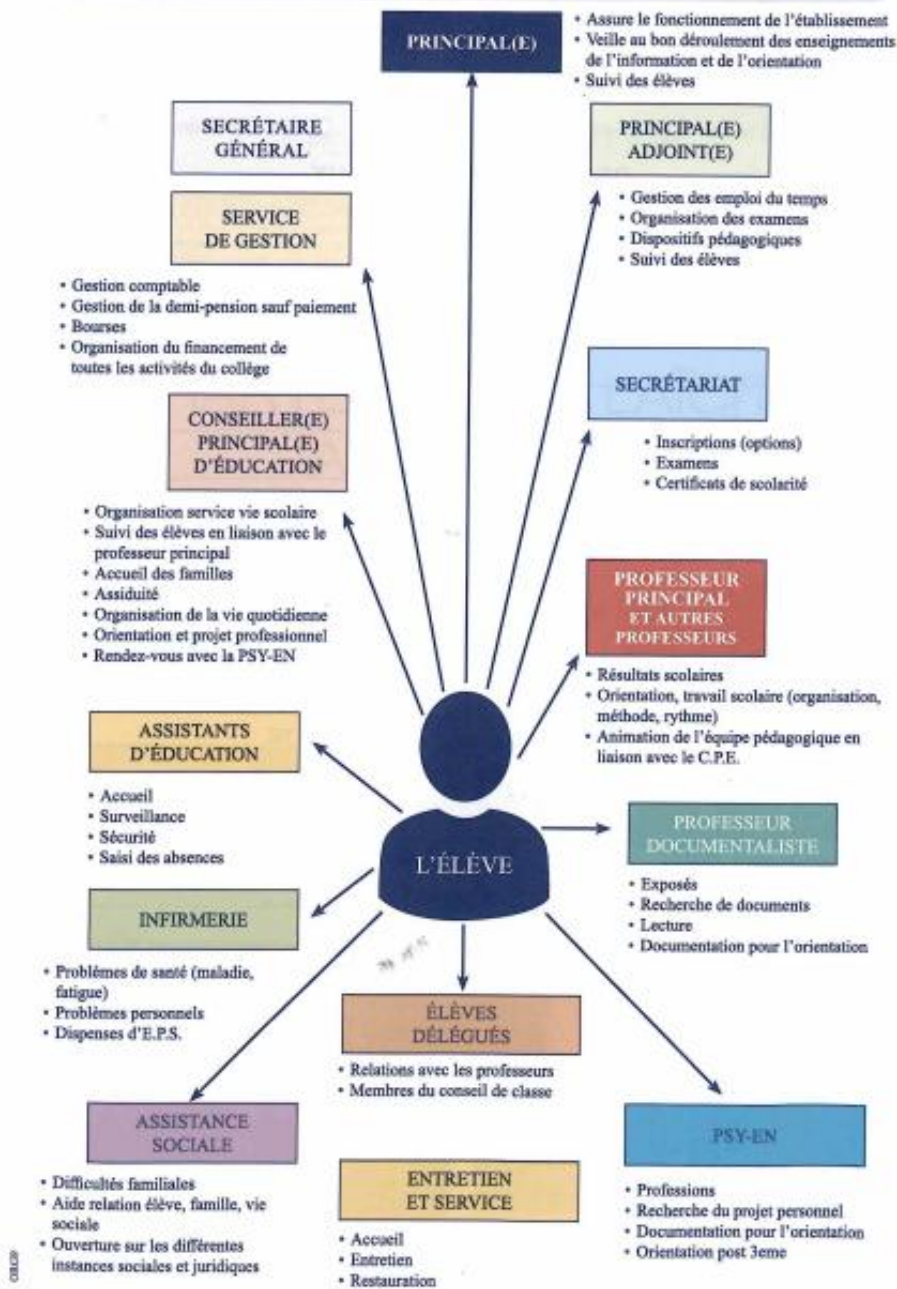 PRINCIPAL(E)
• Assure le fonctionnement de l'établissement
• Veille au bon déroulement des enseignements
de l'information et de l'orientation
• Suivi des élèves
SECRÉTAIRE
GÉNÉRAL
PRINCIPAL(E)
ADJOINT(E)
• Gestion des emploi du temps
• Organisation des examens
• Dispositifs pédagogiques
• Suivi des élèves
SERVICE
DE GESTION
• Gestion comptable
• Gestion de la demi-pension sauf paiement
• Bourses
• Organisation du financement de
toutes les activités du collège
SECRÉTARIAT
• Inscriptions (options)
• Examens
• Certificats de scolarité
CONSEILLER(E)
PRINCIPAL(E)
D'ÉDUCATION
• Organisation service vie scolaire
• Suivi des élèves en liaison avec le
professeur principal
• Accueil des familles
• Assiduité
• Organisation de la vie quotidienne
• Orientation et projet professionnel
• Rendez-vous avec la PSY-EN
PROFESSEUR
PRINCIPAL
ET AUTRES
PROFESSEURS
• Résultats scolaires
• Orientation, travail scolaire (organisation,
méthode, rythme)
• Animation de l'équipe pédagogique en
liaison avec le C.P.E.
ASSISTANTS
D'ÉDUCATION
• Accueil
• Surveillance
• Sécurité
• Saisi des absences
L'ÉLÈVE
PROFESSEUR
DOCUMENTALISTE
• Exposés
• Recherche de documents
• Lecture
• Documentation pour l'orientation
INFIRMERIE
• Problèmes de santé (maladie,
fatigue)
• Problèmes personnels
• Dispenses d'E.P.S.
ÉLÈVES
DÉLÉGUÉS
• Relations avec les professeurs
• Membres du conseil de classe
ASSISTANCE
SOCIALE
• Difficultés familiales
• Aide relation élève, famille, vie
sociale
• Ouverture sur les différentes
instances sociales et juridiques
ENTRETIEN
ET SERVICE
• Accueil
• Entretien
• Restauration
PSY-EN
• Professions
• Recherche du projet personnel
• Documentation pour l'orientation
• Orientation post 3eme